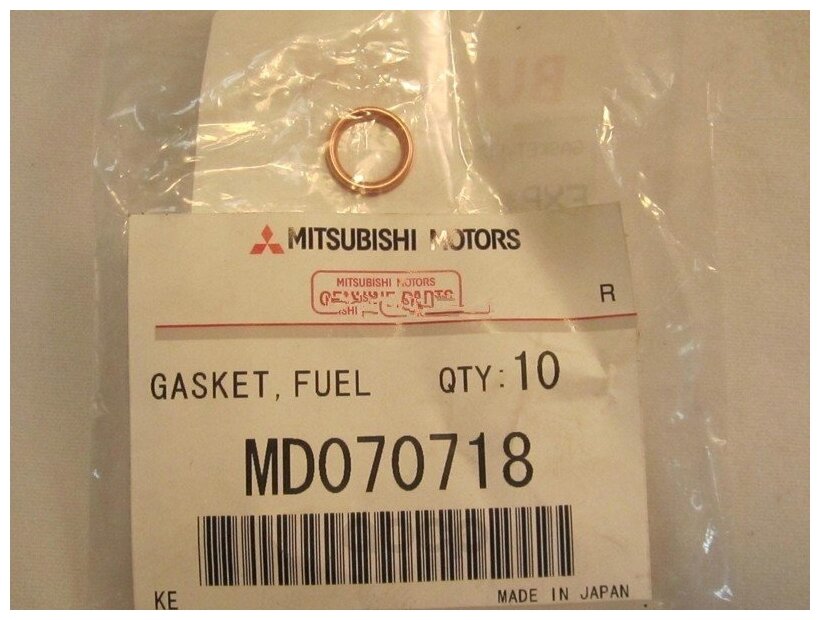 MITSUBISHI MOTORS
MITSUBISHI MOTORS
R
GASKET, FUEL QTY: 10
MD070718
KE MADE IN JAPAN